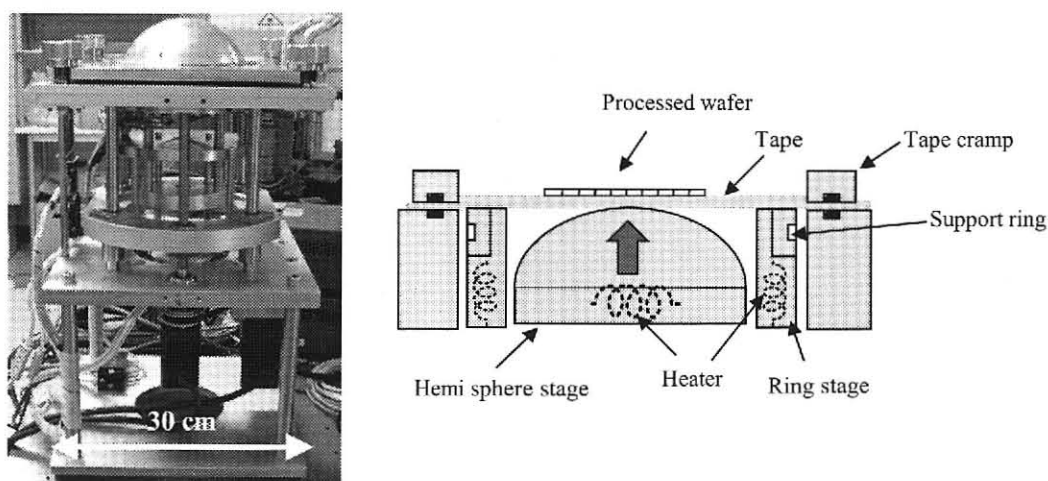 Processed wafer
Tape
Tape cramp
Support ring
Hemi sphere stage
Heater
Ring stage
30 cm